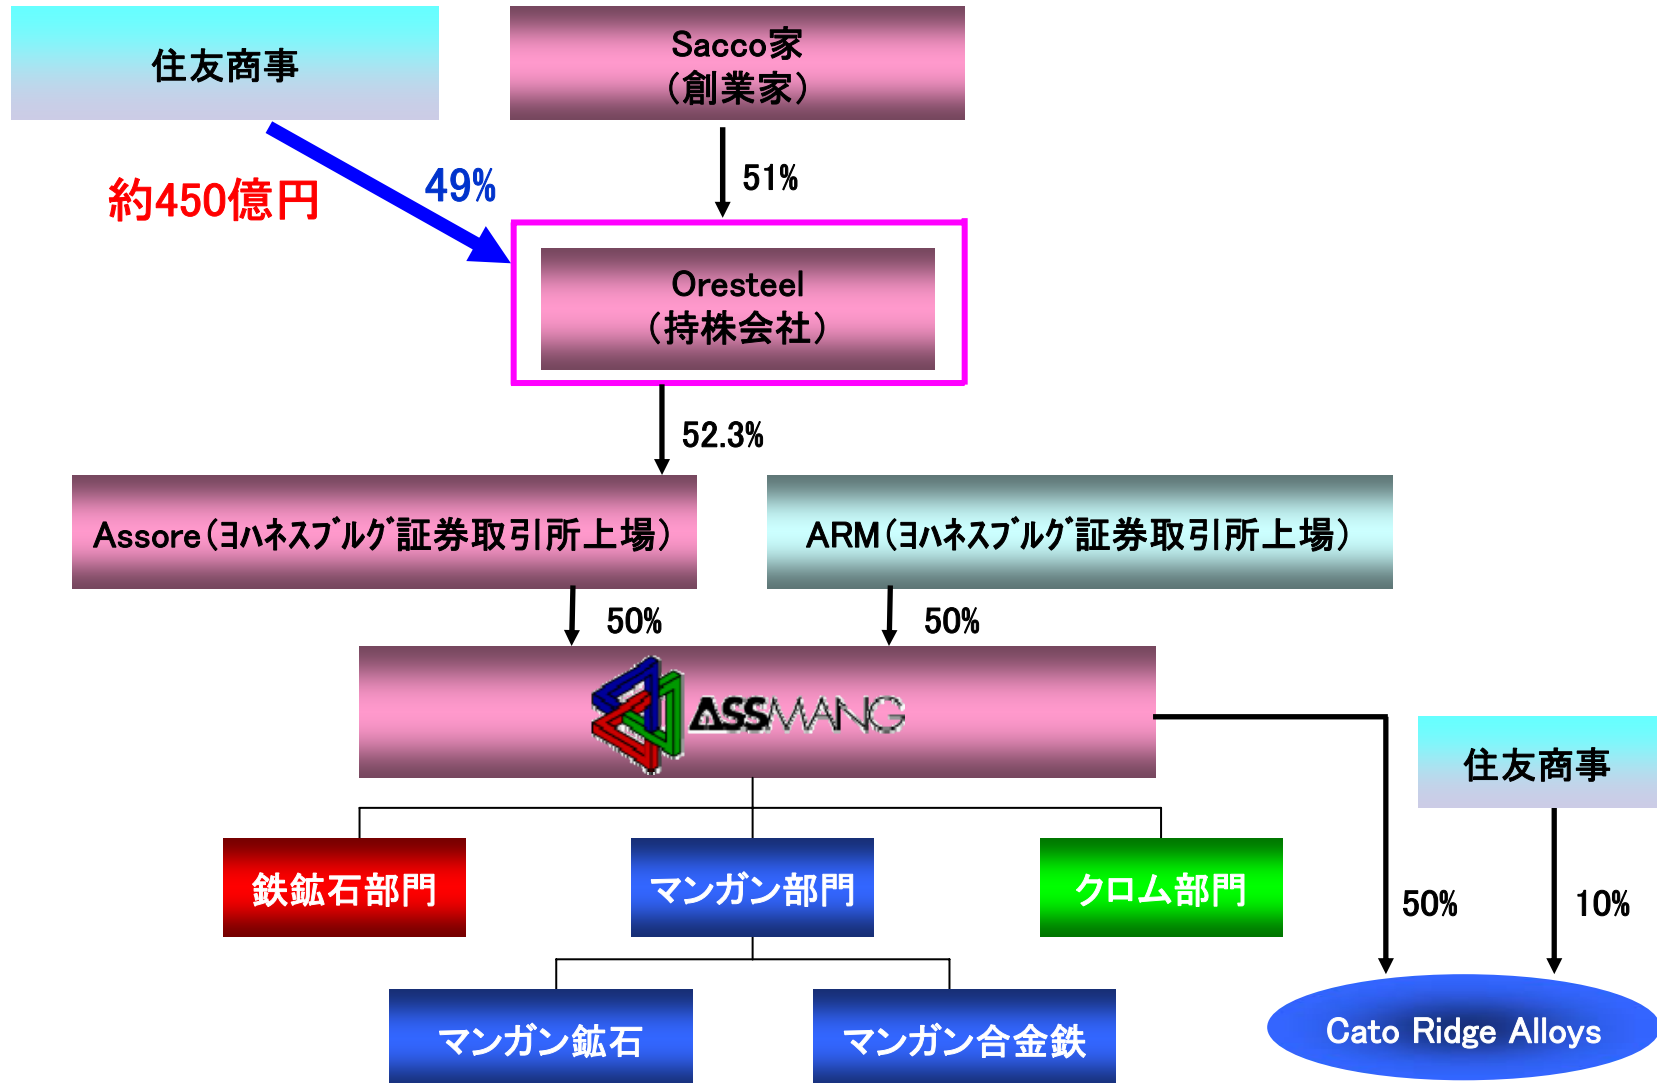 住友商事
Sacco家
（創業家）
約450億円
49%
51%
Oresteel
（持株会社）
52.3%
Assore（ﾖﾊﾈｽﾌﾞﾙｸﾞ証券取引所上場）
ARM（ﾖﾊﾈｽﾌﾞﾙｸﾞ証券取引所上場）
50%
50%
ASSMANG
住友商事
鉄鉱石部門
マンガン部門
クロム部門
50%
10%
マンガン鉱石
マンガン合金鉄
Cato Ridge Alloys